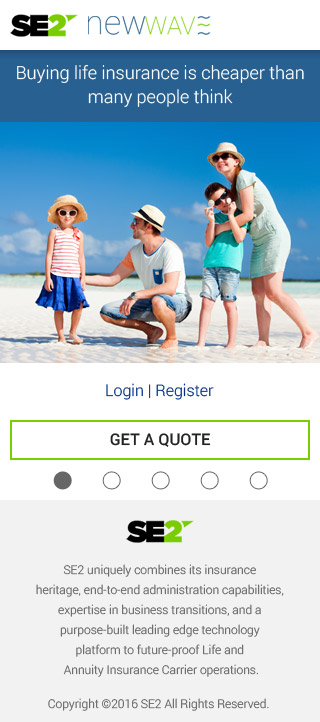 SE2 newwave
Buying life insurance is cheaper than
many people think
Login | Register
GET A QUOTE
SE2
SE2 uniquely combines its insurance
heritage, end-to-end administration capabilities,
expertise in business transitions, and a
purpose-built leading edge technology
platform to future-proof Life and
Annuity Insurance Carrier operations.
Copyright ©2016 SE2 All Rights Reserved.